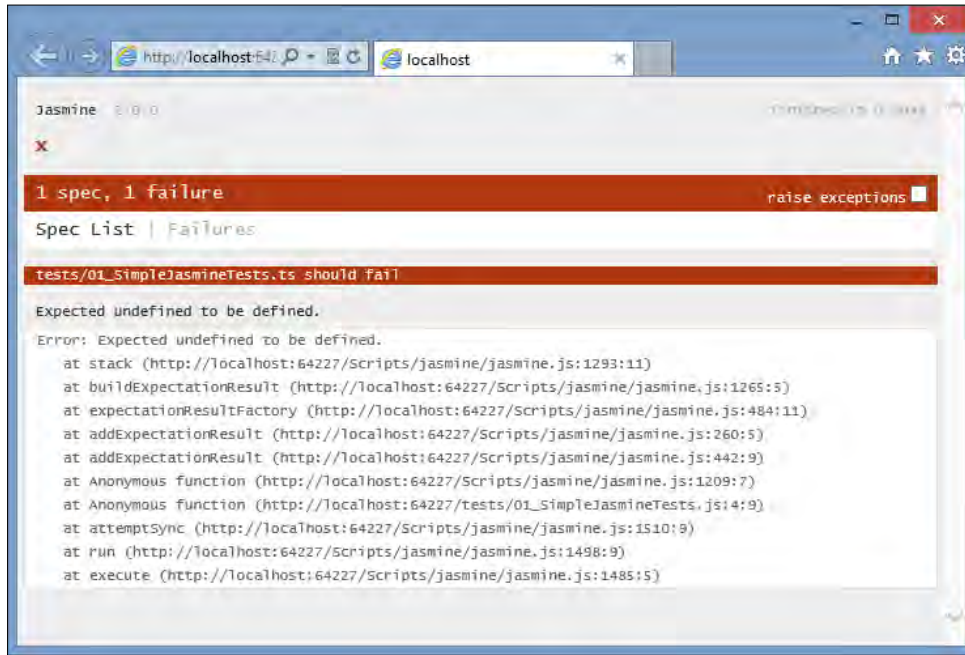 http://localhost:642
localhost
Jasmine 2.0.0
x
1 spec, 1 failure
raise exceptions
Spec List | Failures
tests/01_SimpleJasmineTests.ts should fail
Expected undefined to be defined.
Error: Expected undefined to be defined.
at stack (http://localhost:64227/Scripts/jasmine/jasmine.js:1293:11)
at buildExpectationResult (http://localhost:64227/Scripts/jasmine/jasmine.js:1265:5)
at expectationResultFactory (http://localhost:64227/Scripts/jasmine/jasmine.js:484:11)
at addExpectationResult (http://localhost:64227/Scripts/jasmine/jasmine.js:260:5)
at addExpectationResult (http://localhost:64227/Scripts/jasmine/jasmine.js:442:9)
at Anonymous function (http://localhost:64227/Scripts/jasmine/jasmine.js:1209:7)
at Anonymous function (http://localhost:64227/tests/01_SimpleJasmineTests.js:4:9)
at attemptSync (http://localhost:64227/Scripts/jasmine/jasmine.js:1510:9)
at run (http://localhost:64227/Scripts/jasmine/jasmine.js:1498:9)
at execute (http://localhost:64227/Scripts/jasmine/jasmine.js:1485:5)